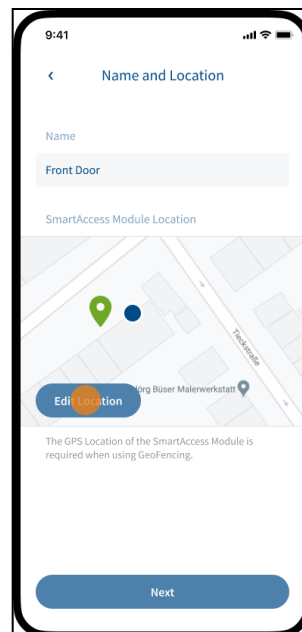 9:41
Name and Location
Name
Front Door
SmartAccess Module Location
Tieckstraße
Jörg Büser Malerwerkstatt
Edit Location
The GPS Location of the SmartAccess Module is
required when using GeoFencing.
Next